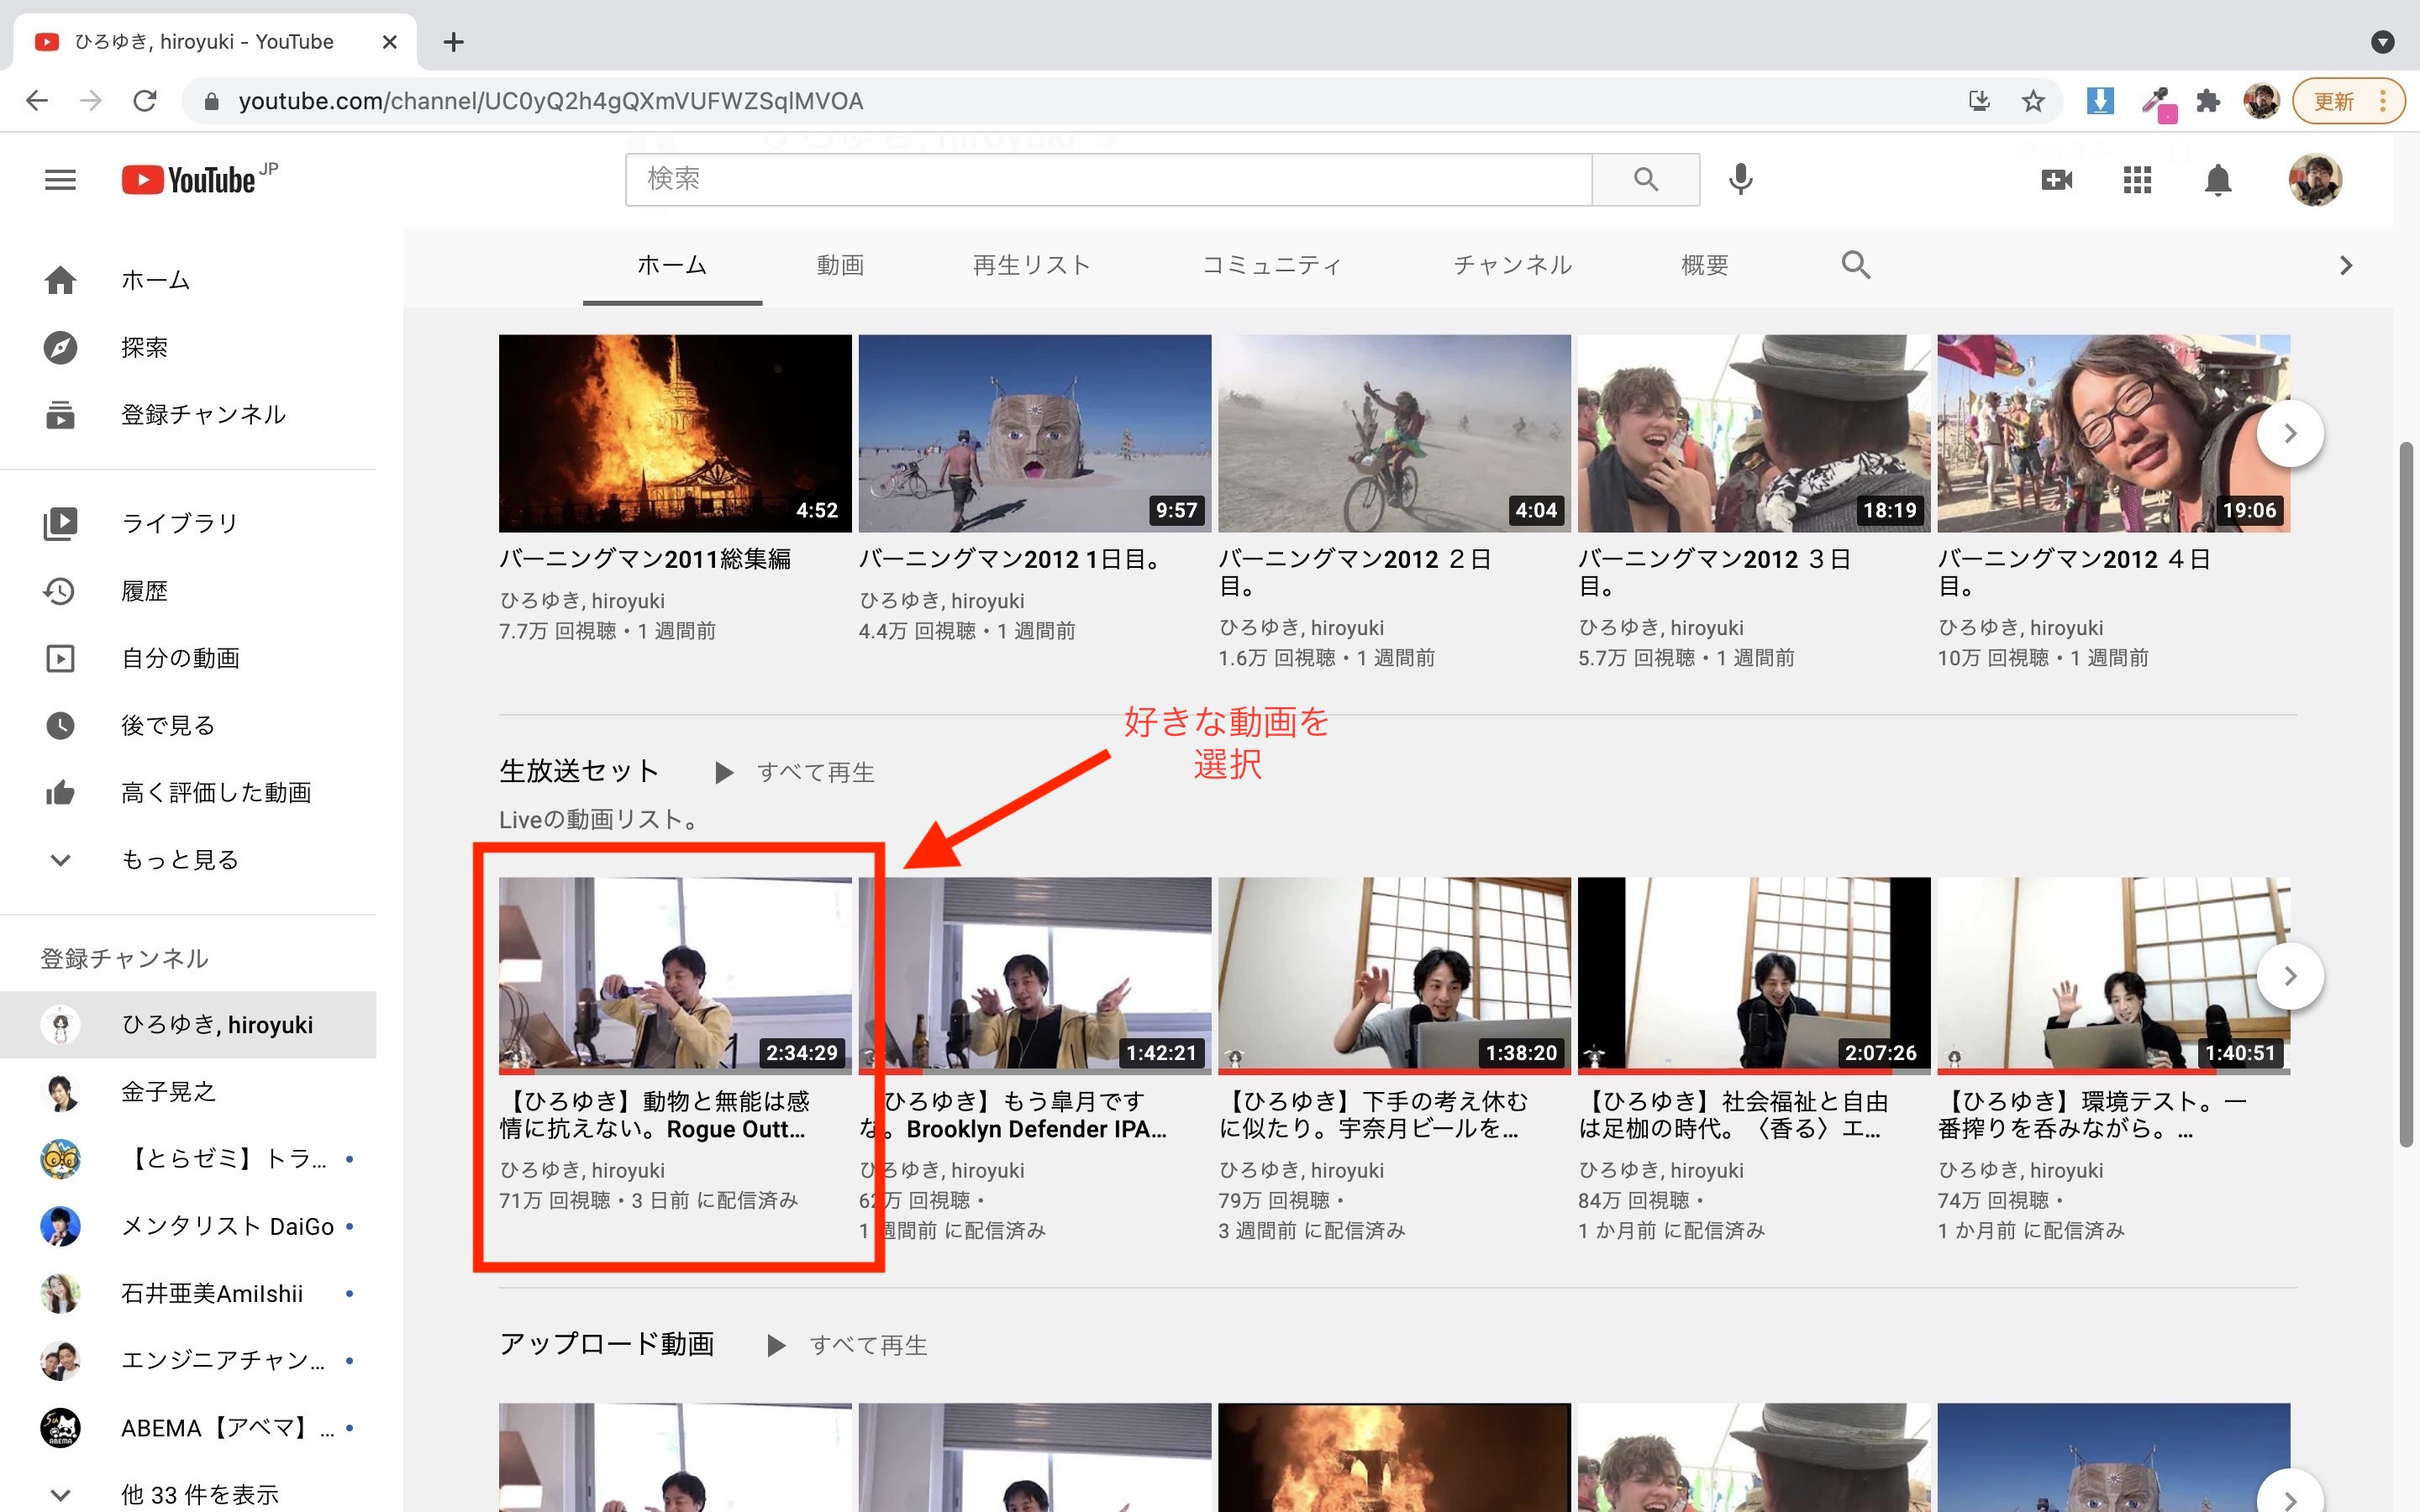 ひろゆき, hiroyuki - YouTube
youtube.com/channel/UC0yQ2h4gQXmVUFWZSqlMVOA
更新
YouTube JP
検索
ホーム
探索
登録チャンネル
ライブラリ
履歴
自分の動画
後で見る
高く評価した動画
もっと見る
登録チャンネル
ひろゆき, hiroyuki
金子晃之
【とらゼミ】トラ...
メンタリスト DaiGo
石井亜美AmiIshii
エンジニアチャン...
ABEMA【アベマ】...
他 33 件を表示
ホーム 動画 再生リスト コミュニティ チャンネル 概要
4:52
バーニングマン2011総集編
ひろゆき, hiroyuki
7.7万 回視聴・1 週間前
9:57
バーニングマン2012 1日目。
ひろゆき, hiroyuki
4.4万 回視聴・1 週間前
4:04
バーニングマン2012 ２日
目。
ひろゆき, hiroyuki
1.6万 回視聴・1 週間前
18:19
バーニングマン2012 ３日
目。
ひろゆき, hiroyuki
5.7万 回視聴・1 週間前
19:06
バーニングマン2012 ４日
目。
ひろゆき, hiroyuki
10万 回視聴・1 週間前
好きな動画を
選択
生放送セット すべて再生
Liveの動画リスト。
2:34:29
【ひろゆき】動物と無能は感
情に抗えない。Rogue Outt...
ひろゆき, hiroyuki
71万 回視聴・3 日前 に配信済み
1:42:21
ひろゆき】もう皐月です
な。Brooklyn Defender IPA...
ひろゆき, hiroyuki
62万 回視聴・
1 週間前 に配信済み
1:38:20
【ひろゆき】下手の考え休む
に似たり。宇奈月ビールを...
ひろゆき, hiroyuki
79万 回視聴・
3 週間前 に配信済み
2:07:26
【ひろゆき】社会福祉と自由
は足枷の時代。〈香る〉エ...
ひろゆき, hiroyuki
84万 回視聴・
1 か月前 に配信済み
1:40:51
【ひろゆき】環境テスト。一
番搾りを呑みながら。...
ひろゆき, hiroyuki
74万 回視聴・
1 か月前 に配信済み
アップロード動画 すべて再生